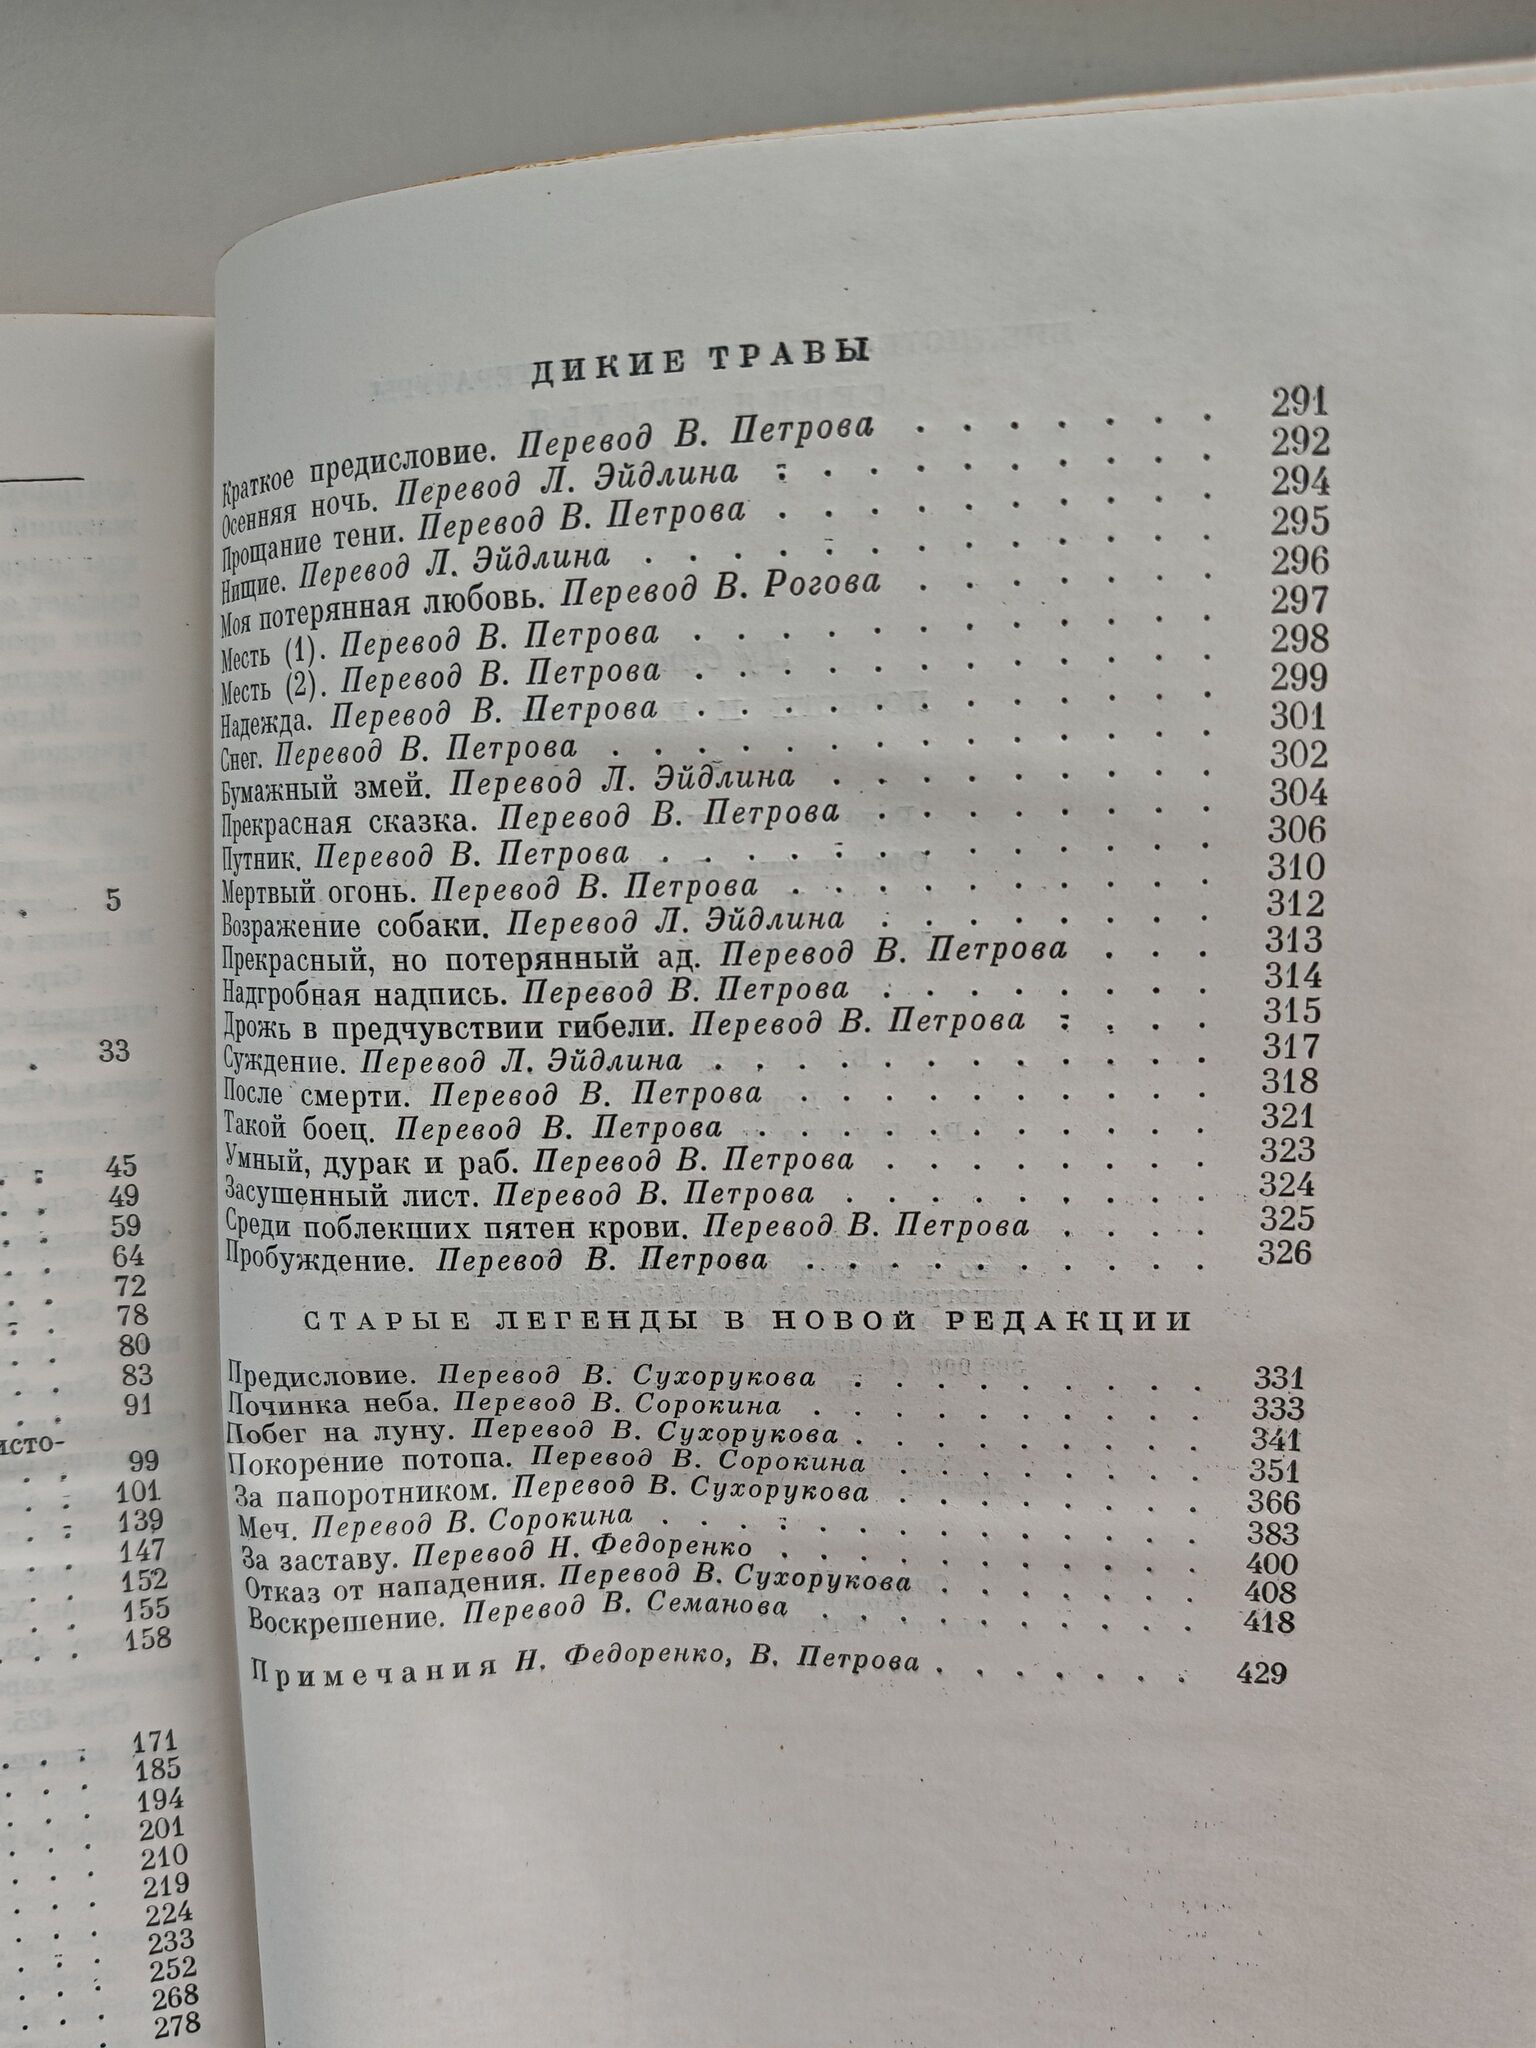 5
33
45
49
59
64
72
78
80
83
91
исто-
99
101
139
147
152
155
158
171
185
194
201
210
219
224
233
252
268
278
ДИКИЕ ТРАВЫ
Краткое предисловие. Перевод В. Петрова . . . . . . . 291
Осенняя ночь. Перевод Л. Эйдлина . . . . . . . . . . 292
Прощание тени. Перевод В. Петрова . . . . . . . . . . 294
Нищие. Перевод Л. Эйдлина . . . . . . . . . . . . . 295
Моя потерянная любовь. Перевод В. Рогова . . . . . . . 296
Месть (1). Перевод В. Петрова . . . . . . . . . . . . 297
Месть (2). Перевод В. Петрова . . . . . . . . . . . . 298
Надежда. Перевод В. Петрова . . . . . . . . . . . . 299
Снег. Перевод В. Петрова . . . . . . . . . . . . . . 301
Бумажный змей. Перевод Л. Эйдлина . . . . . . . . . 302
Прекрасная сказка. Перевод В. Петрова . . . . . . . . 304
Путник. Перевод В. Петрова . . . . . . . . . . . . . 306
Мертвый огонь. Перевод В. Петрова . . . . . . . . . . 310
Возражение собаки. Перевод Л. Эйдлина . . . . . . . . 312
Прекрасный, но потерянный ад. Перевод В. Петрова . . . 313
Надгробная надпись. Перевод В. Петрова . . . . . . . . 314
Дрожь в предчувствии гибели. Перевод В. Петрова . . . . 315
Суждение. Перевод Л. Эйдлина . . . . . . . . . . . . 317
После смерти. Перевод В. Петрова . . . . . . . . . . 318
Такой боец. Перевод В. Петрова . . . . . . . . . . . 321
Умный, дурак и раб. Перевод В. Петрова . . . . . . . . 323
Засушенный лист. Перевод В. Петрова . . . . . . . . . 324
Среди поблекших пятен крови. Перевод В. Петрова . . . . 325
Пробуждение. Перевод В. Петрова . . . . . . . . . . 326
СТАРЫЕ ЛЕГЕНДЫ В НОВОЙ РЕДАКЦИИ
Предисловие. Перевод В. Сухорукова . . . . . . . . . 331
Починка неба. Перевод В. Сорокина . . . . . . . . . . 333
Побег на луну. Перевод В. Сухорукова . . . . . . . . . 341
Покорение потопа. Перевод В. Сорокина . . . . . . . . 351
За папоротником. Перевод В. Сухорукова . . . . . . . . 366
Меч. Перевод В. Сорокина . . . . . . . . . . . . . . 383
За заставу. Перевод Н. Федоренко . . . . . . . . . . . 400
Отказ от нападения. Перевод В. Сухорукова . . . . . . . 408
Воскрешение. Перевод В. Семанова . . . . . . . . . . 418
Примечания Н. Федоренко, В. Петрова . . . . . . . 429